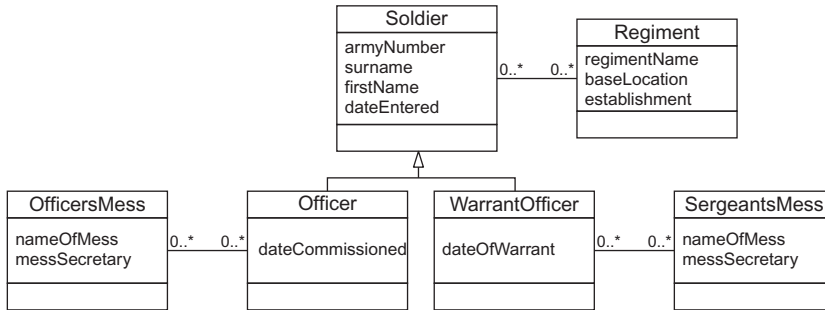 Soldier
armyNumber
surname
firstName
dateEntered
0..*
0..*
Regiment
regimentName
baseLocation
establishment
OfficersMess
nameOfMess
messSecretary
0..*
0..*
Officer
dateCommissioned
WarrantOfficer
dateOfWarrant
0..*
0..*
SergeantsMess
nameOfMess
messSecretary